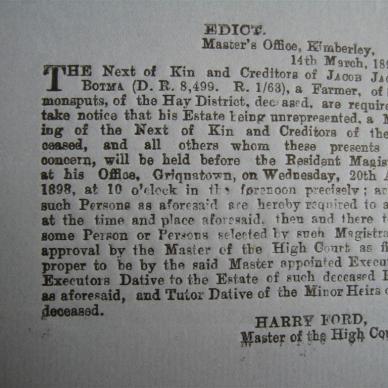 EDICT.
Master's Office, Kimberley,
14th March, 189
THE Next of Kin and Creditors of JACOB JA
BOTMA (D. R. 8,499. R. 1/63), a Farmer, of
monsputs, of the Hay District, deceased, are require
take notice that his Estate being unrepresented, a M
ing of the Next of Kin and Creditors of the
ceased, and all others whom these presents
concern, will be held before the Resident Magis
at his Office, Griquatown, on Wednesday, 20th A
1898, at 10 o'clock in the forenoon precisely; an
such Persons as aforesaid are hereby required to a
at the time and place aforesaid, then and there t
some Person or Persons selected by such Magistra
approval by the Master of the High Court as fi
proper to be by the said Master appointed Execu
Executors Dative to the Estate of such deceased
as aforesaid, and Tutor Dative of the Minor Heirs
deceased.
HARRY FORD,
Master of the High Cou